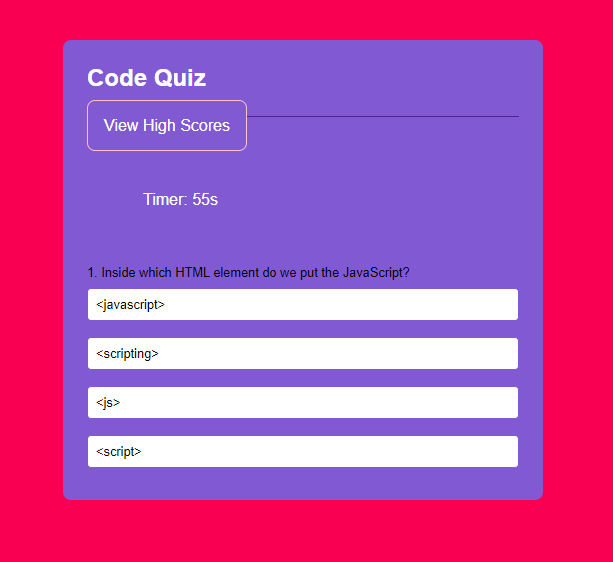 Code Quiz
View High Scores
Timer: 55s
1. Inside which HTML element do we put the JavaScript?
<javascript>
<scripting>
<js>
<script>